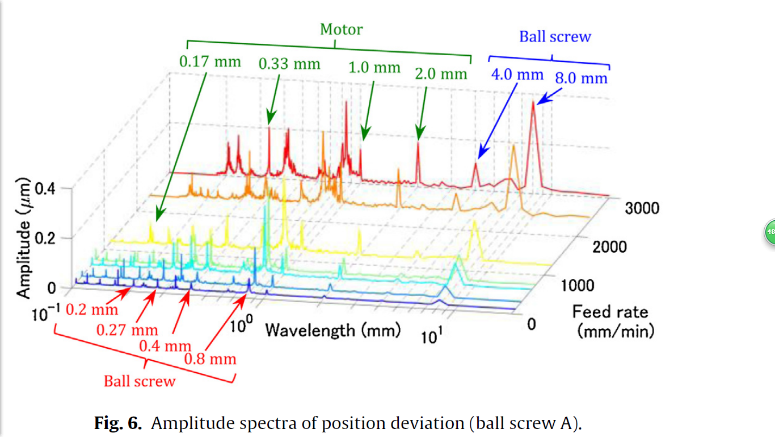 Motor
Ball screw
0.17 mm 0.33 mm 1.0 mm 2.0 mm 4.0 mm 8.0 mm
0.4
0.2
0
Amplitude (μm)
3000
2000
1000
0
Feed rate
(mm/min)
10⁻¹ 10⁰ Wavelength (mm) 10¹
0.2 mm
0.27 mm
0.4 mm
0.8 mm
Ball screw
Fig. 6. Amplitude spectra of position deviation (ball screw A).